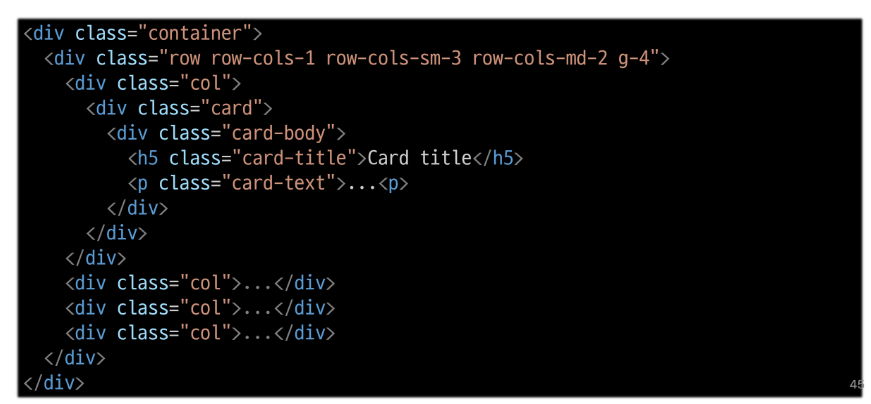 <div class="container">
  <div class="row row-cols-1 row-cols-sm-3 row-cols-md-2 g-4">
    <div class="col">
      <div class="card">
        <div class="card-body">
          <h5 class="card-title">Card title</h5>
          <p class="card-text">...<p>
        </div>
      </div>
    </div>
    <div class="col">...</div>
    <div class="col">...</div>
    <div class="col">...</div>
  </div>
</div>
45